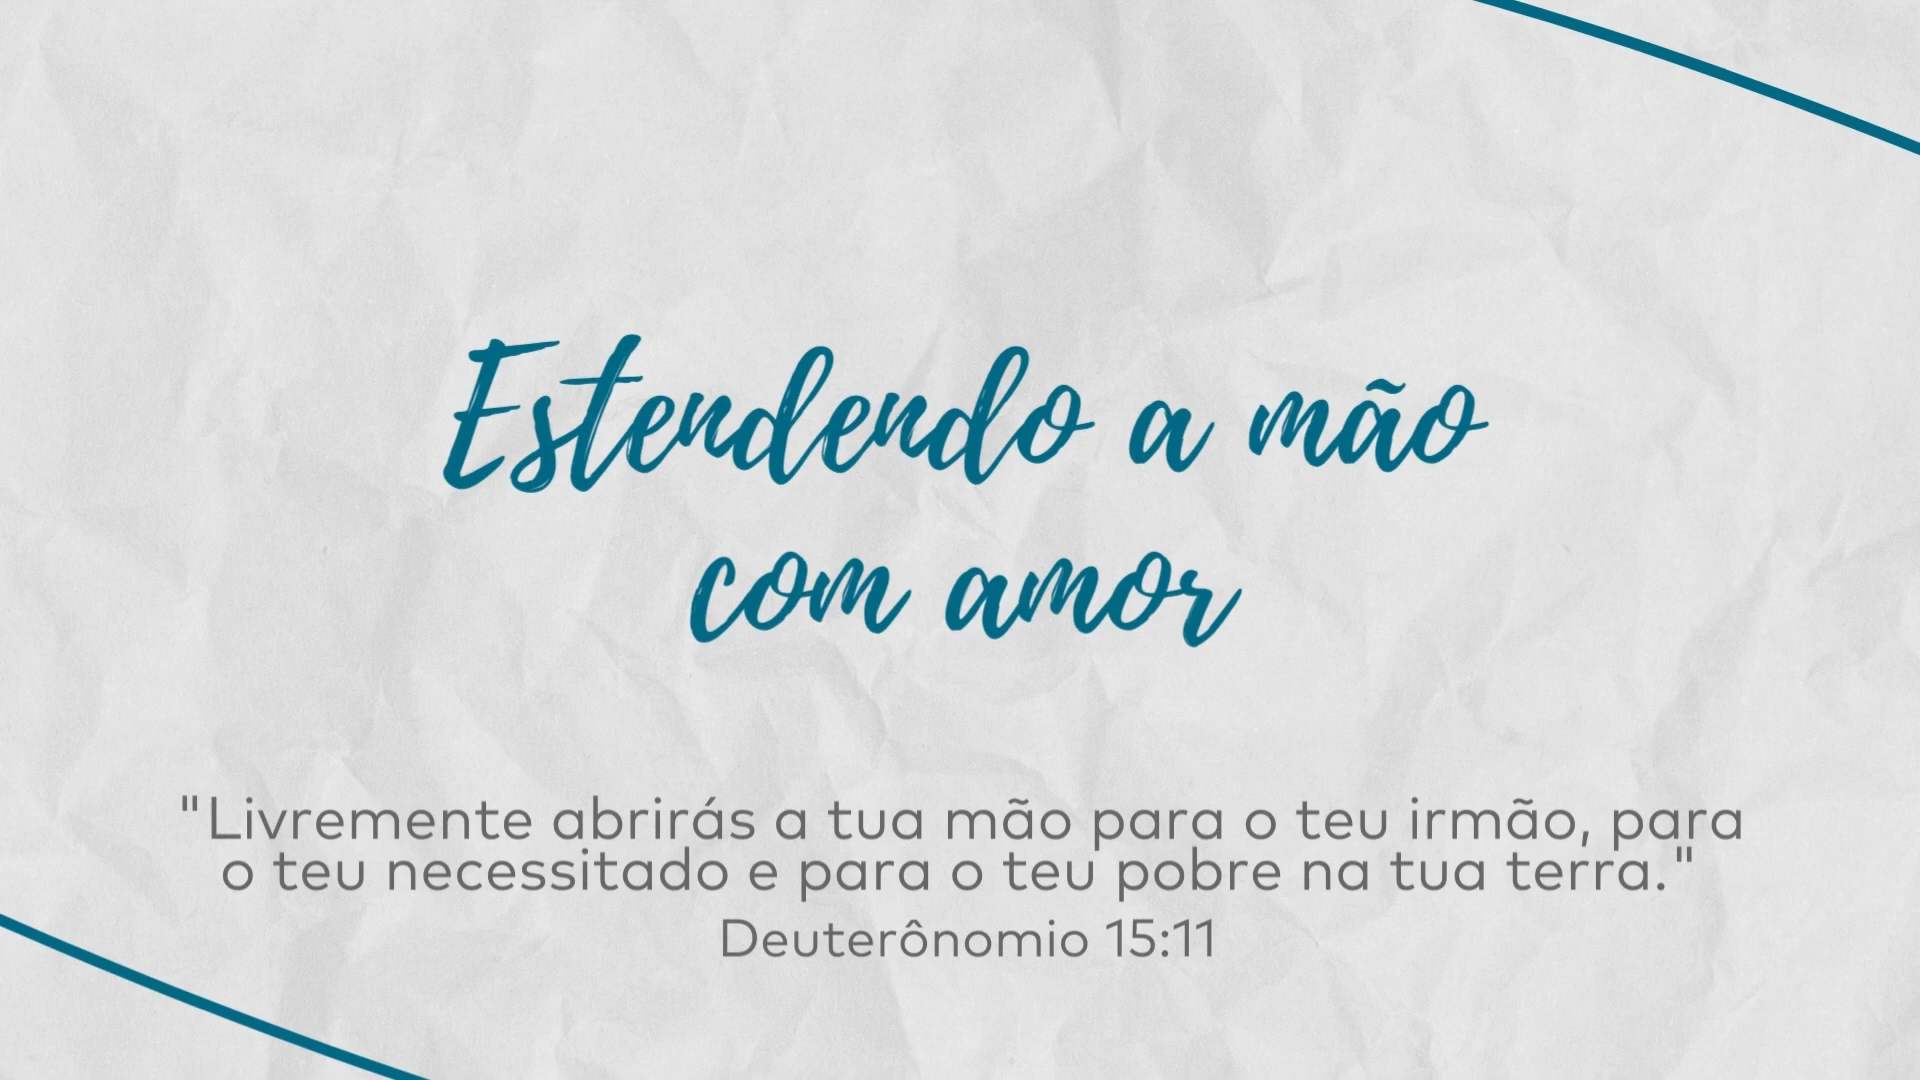 Estendendo a mão
com amor
"Livremente abrirás a tua mão para o teu irmão, para
o teu necessitado e para o teu pobre na tua terra."
Deuterônomio 15:11